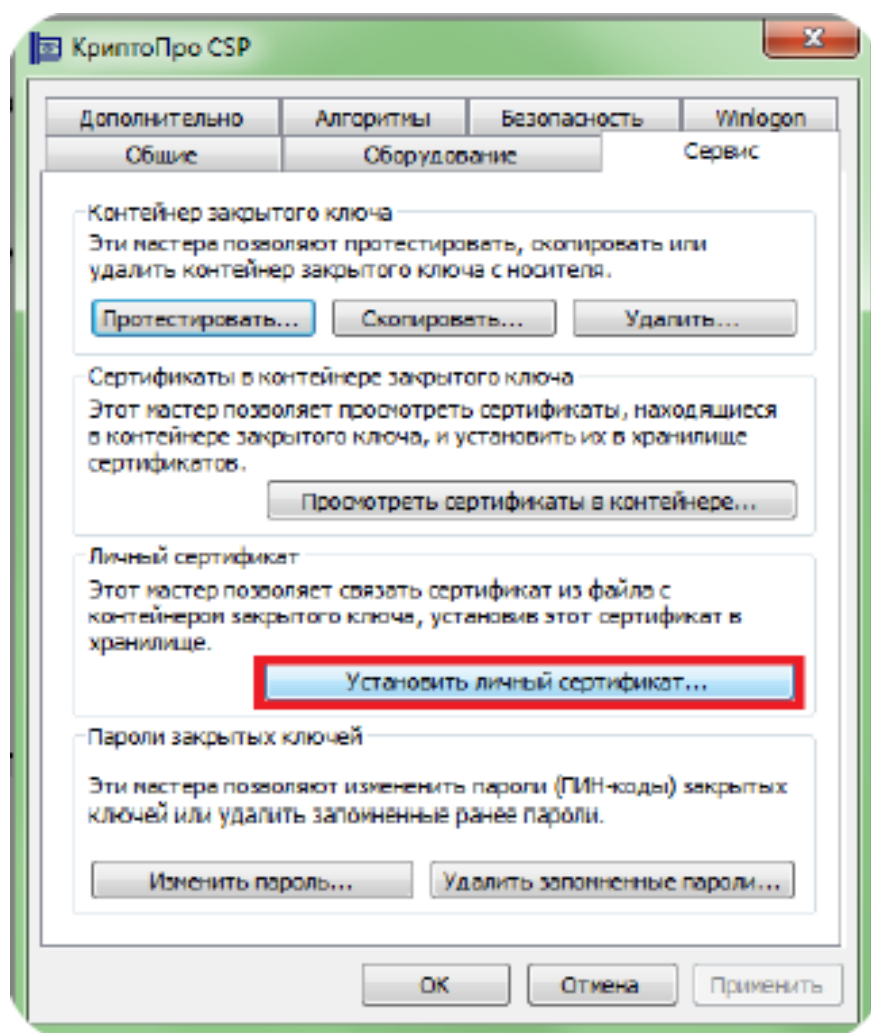 КриптоПро CSP
Дополнительно Алгоритмы Безопасность Winlogon
Общие Оборудование Сервис
Контейнер закрытого ключа
Эти мастера позволяют протестировать, скопировать или
удалить контейнер закрытого ключа с носителя.
Протестировать... Скопировать... Удалить...
Сертификаты в контейнере закрытого ключа
Этот мастер позволяет просмотреть сертификаты, находящиеся
в контейнере закрытого ключа, и установить их в хранилище
сертификатов.
Просмотреть сертификаты в контейнере...
Личный сертификат
Этот мастер позволяет связать сертификат из файла с
контейнером закрытого ключа, установив этот сертификат в
хранилище.
Установить личный сертификат...
Пароли закрытых ключей
Эти мастера позволяют измененить пароли (ПИН-коды) закрытых
ключей или удалить запомненные ранее пароли.
Изменить пароль... Удалить запомненные пароли...
ОК Отмена Применить